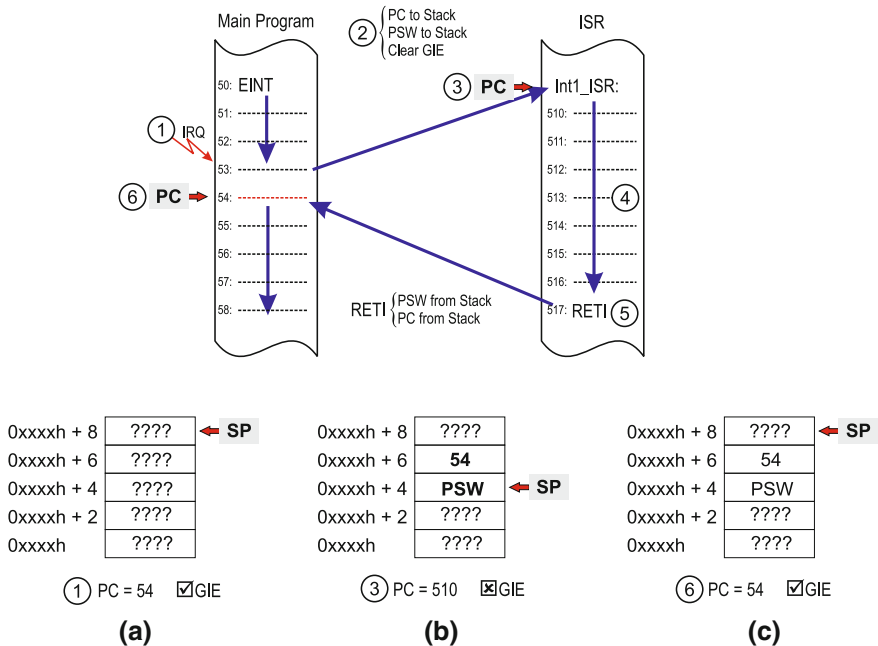 Main Program
② PC to Stack
PSW to Stack
Clear GIE
ISR
50: EINT
51:
52:
① IRQ
53:
⑥ PC
54:
55:
56:
57:
58:
③ PC
Int1_ISR:
510:
511:
512:
513: ④
514:
515:
516:
517: RETI ⑤
RETI PSW from Stack
PC from Stack
0xxxxh + 8 ???? SP
0xxxxh + 6 ????
0xxxxh + 4 ????
0xxxxh + 2 ????
0xxxxh ????
① PC = 54 ☑GIE
(a)
0xxxxh + 8 ????
0xxxxh + 6 54
0xxxxh + 4 PSW SP
0xxxxh + 2 ????
0xxxxh ????
③ PC = 510 ☒GIE
(b)
0xxxxh + 8 ???? SP
0xxxxh + 6 54
0xxxxh + 4 PSW
0xxxxh + 2 ????
0xxxxh ????
⑥ PC = 54 ☑GIE
(c)